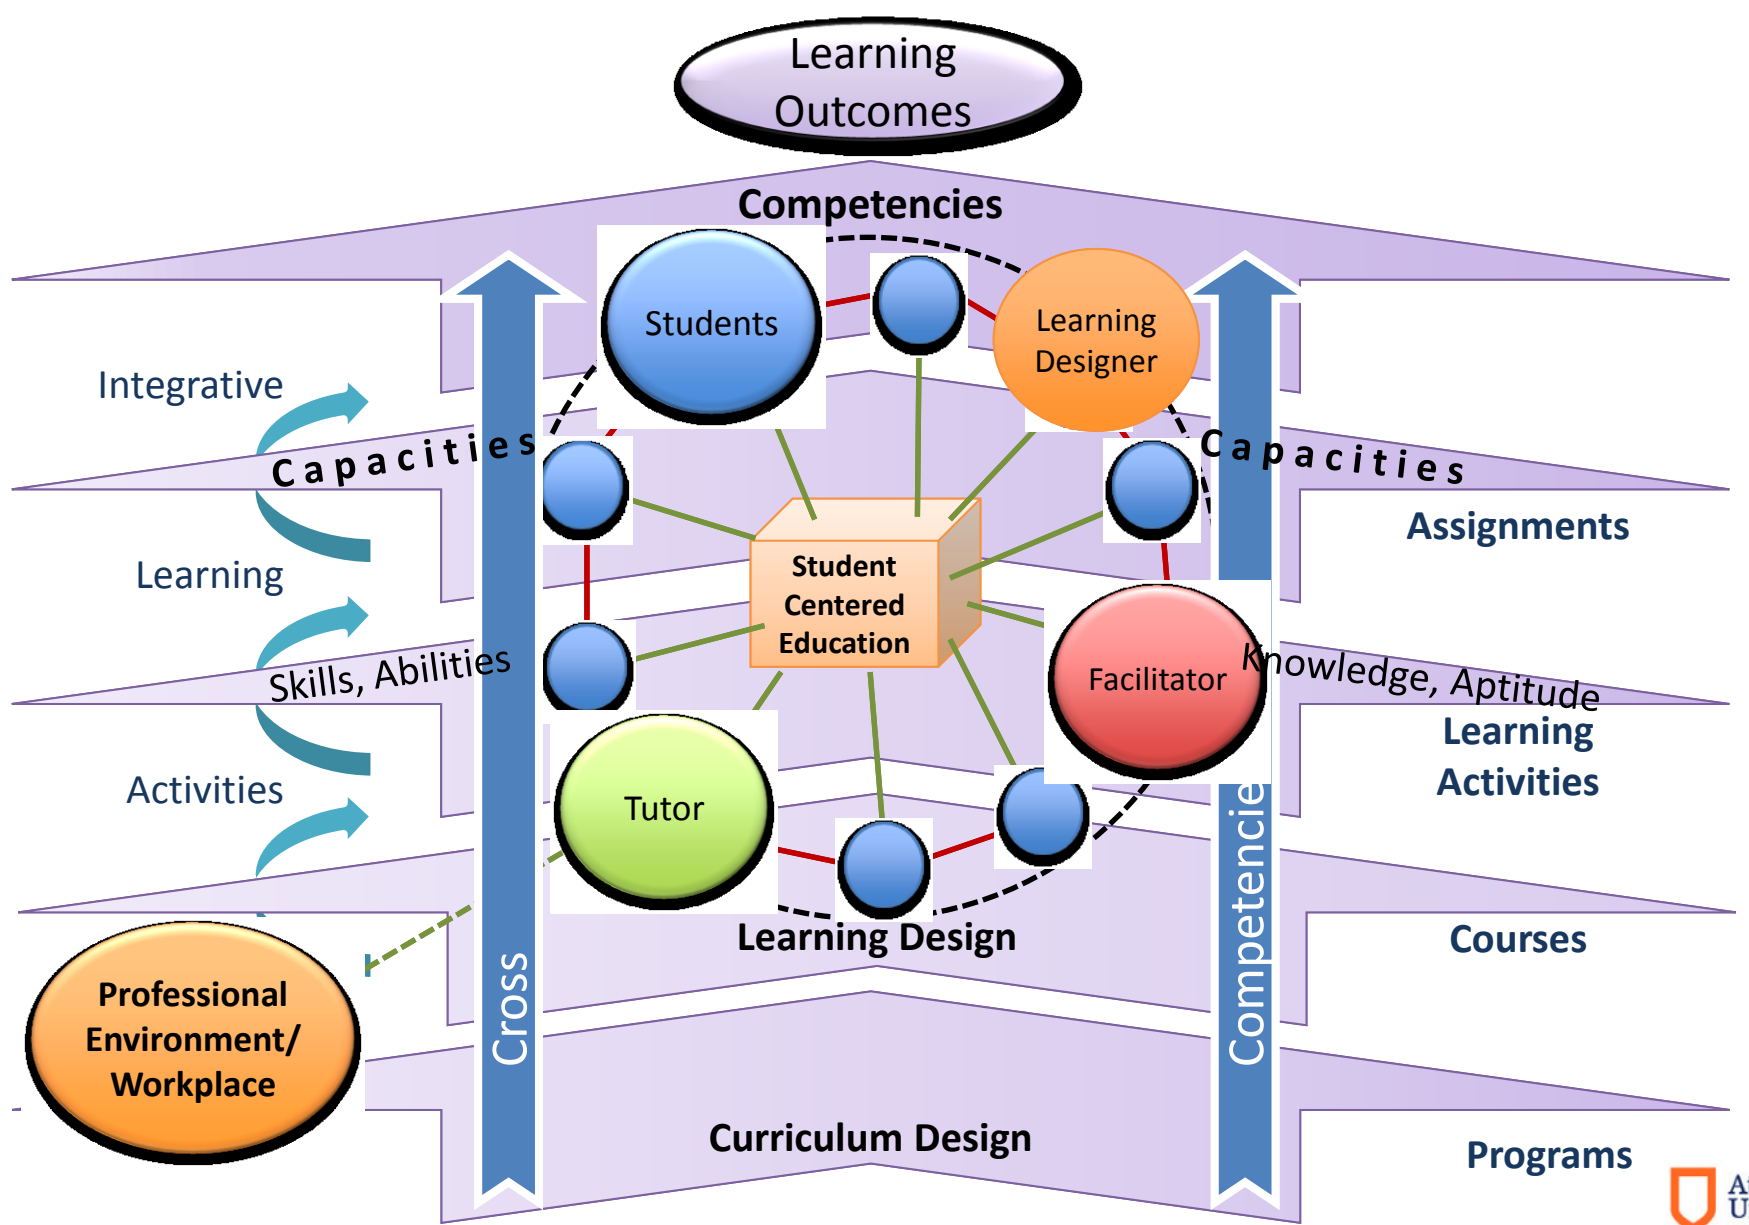 Learning
Outcomes
Competencies
Students
Learning
Designer
Integrative
Capacities
Capacities
Assignments
Learning
Student
Centered
Education
Skills, Abilities
Facilitator
Knowledge, Aptitude
Learning
Activities
Activities
Tutor
Learning Design
Courses
Cross
Competencie
Professional
Environment/
Workplace
Curriculum Design
Programs